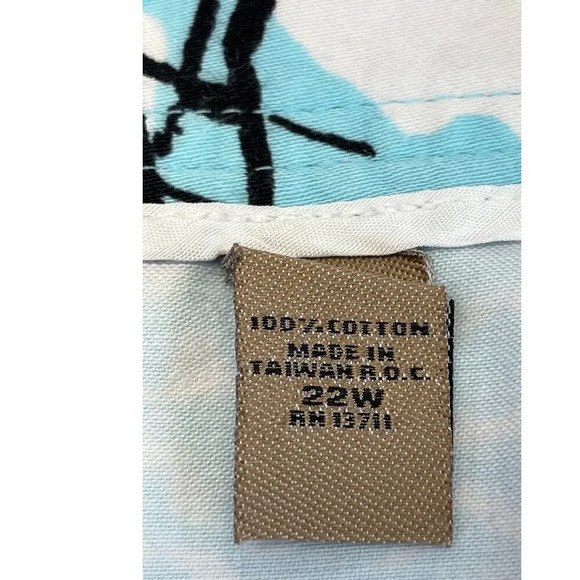 100% COTTON
MADE IN
TAIWAN R.O.C.
22W
RN 13711